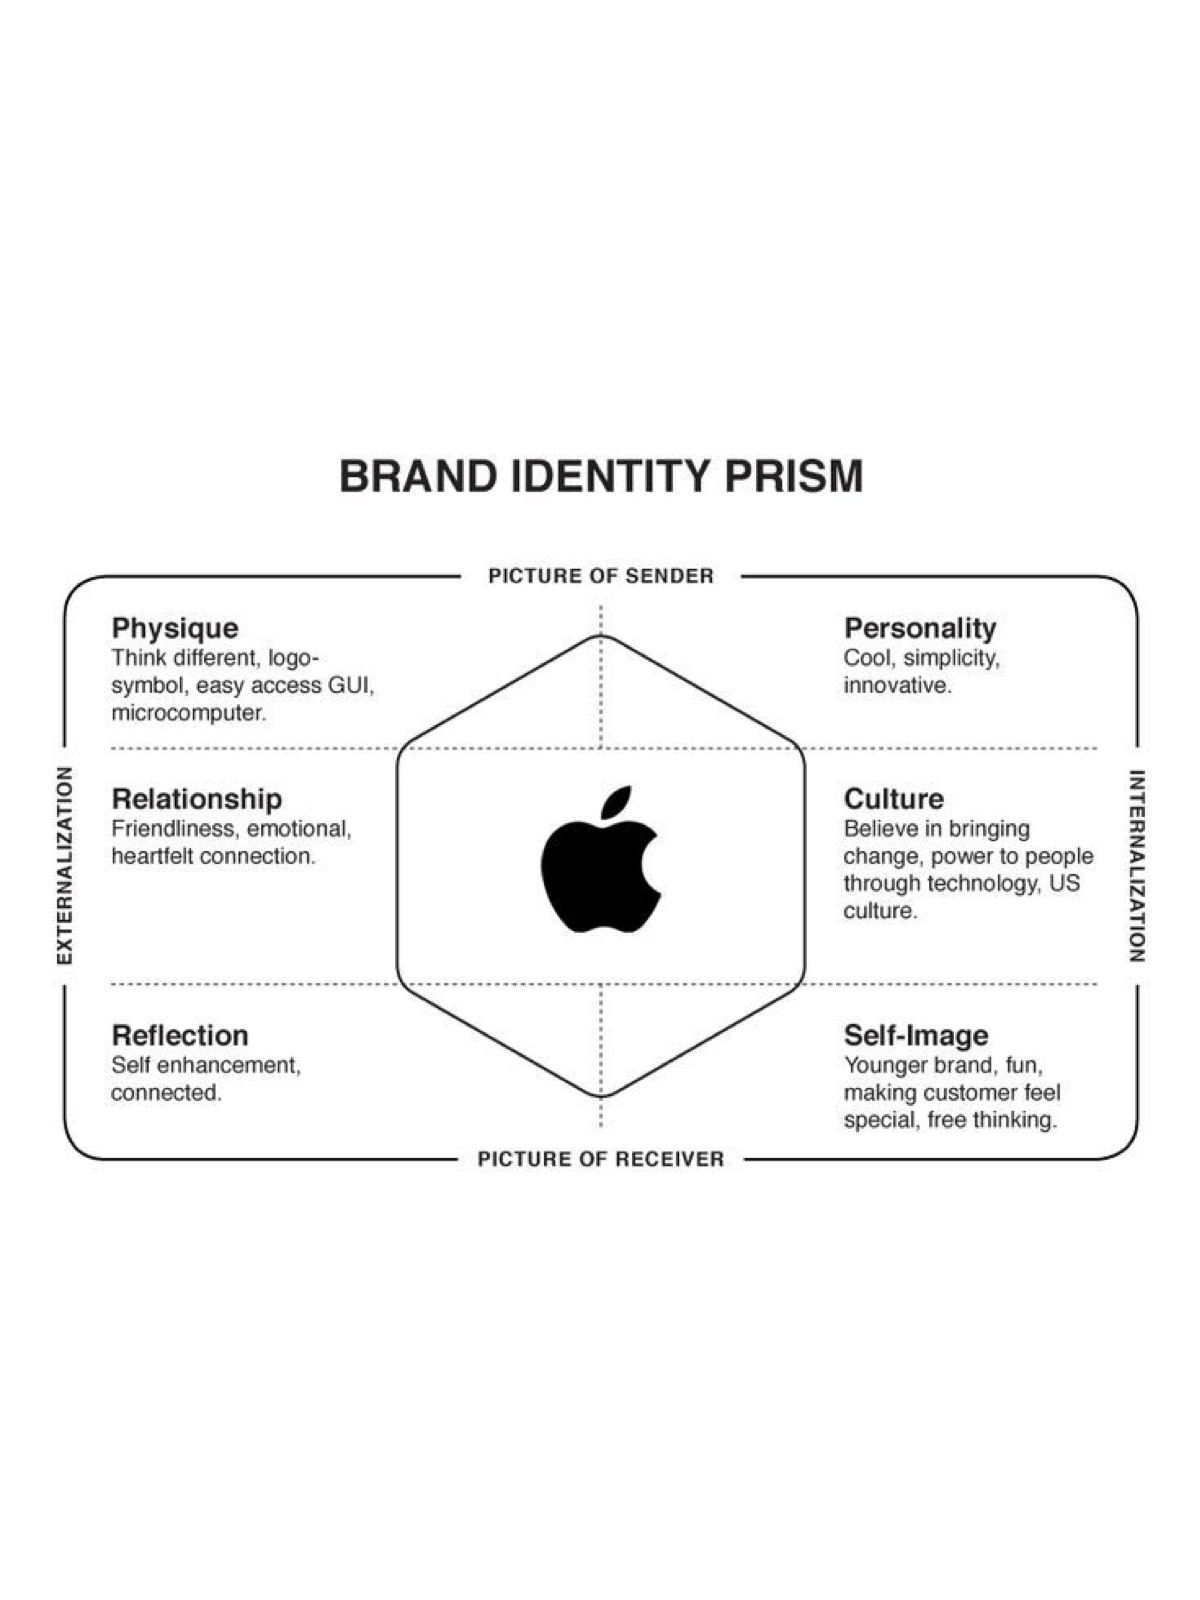 BRAND IDENTITY PRISM
PICTURE OF SENDER
Physique
Think different, logo-
symbol, easy access GUI,
microcomputer.
Personality
Cool, simplicity,
innovative.
EXTERNALIZATION
Relationship
Friendliness, emotional,
heartfelt connection.
Culture
Believe in bringing
change, power to people
through technology, US
culture.
INTERNALIZATION
Reflection
Self enhancement,
connected.
Self-Image
Younger brand, fun,
making customer feel
special, free thinking.
PICTURE OF RECEIVER